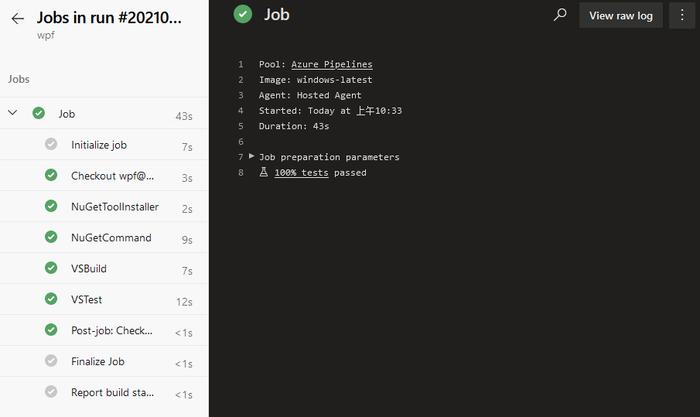 Jobs in run #20210...
wpf
Jobs
Job 43s
Initialize job 7s
Checkout wpf@... 3s
NuGetToolInstaller 2s
NuGetCommand 9s
VSBuild 7s
VSTest 12s
Post-job: Check... <1s
Finalize Job <1s
Report build sta... <1s
Job
View raw log
1 Pool: Azure Pipelines
2 Image: windows-latest
3 Agent: Hosted Agent
4 Started: Today at 上午10:33
5 Duration: 43s
6
7 Job preparation parameters
8 100% tests passed